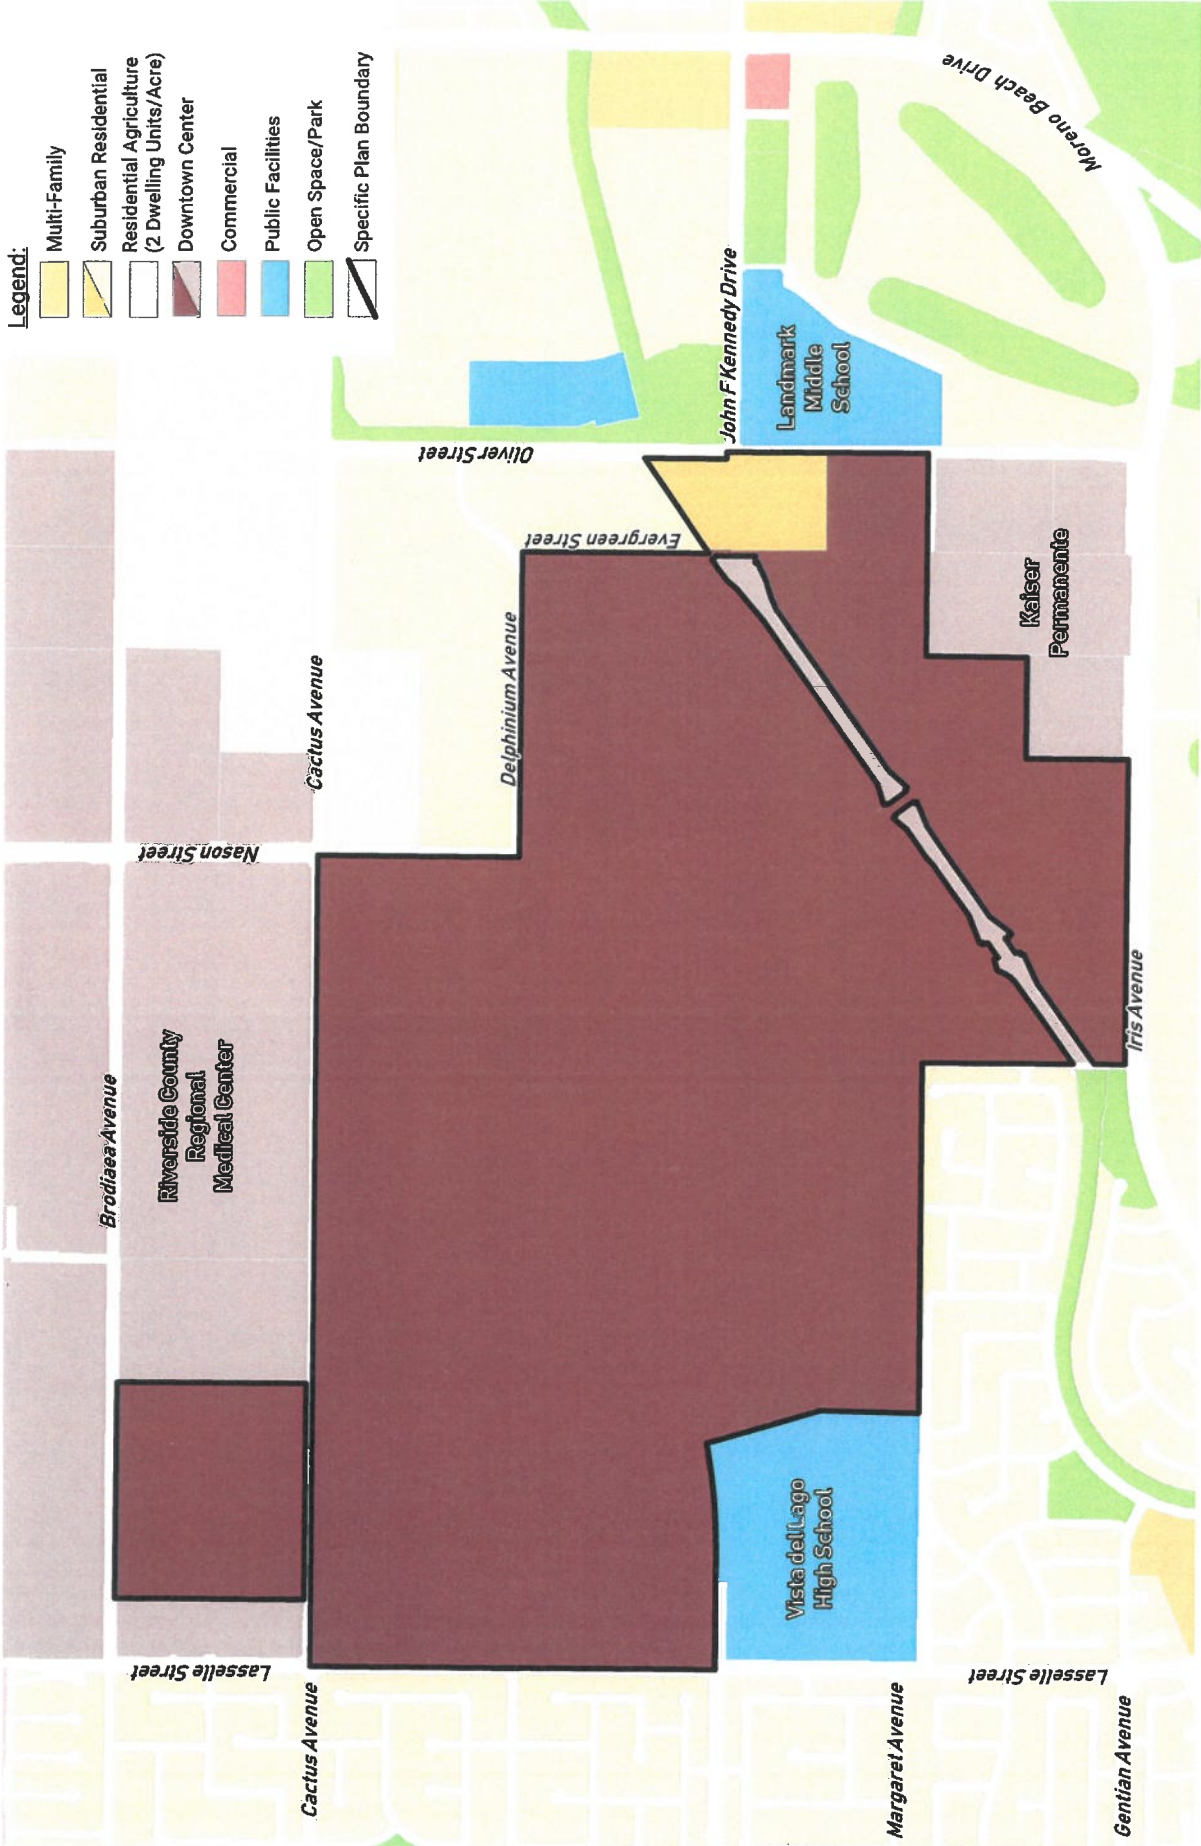 Legend:
Multi-Family
Suburban Residential
Residential Agriculture
(2 Dwelling Units/Acre)
Downtown Center
Commercial
Public Facilities
Open Space/Park
Specific Plan Boundary
Brodiaea Avenue
Nason Street
Lasselle Street
Riverside County
Regional
Medical Center
Cactus Avenue
Cactus Avenue
Oliver Street
Delphinium Avenue
Evergreen Street
John F Kennedy Drive
Moreno Beach Drive
Landmark
Middle
School
Vista del Lago
High School
Kaiser
Permanente
Margaret Avenue
Lasselle Street
Iris Avenue
Gentian Avenue